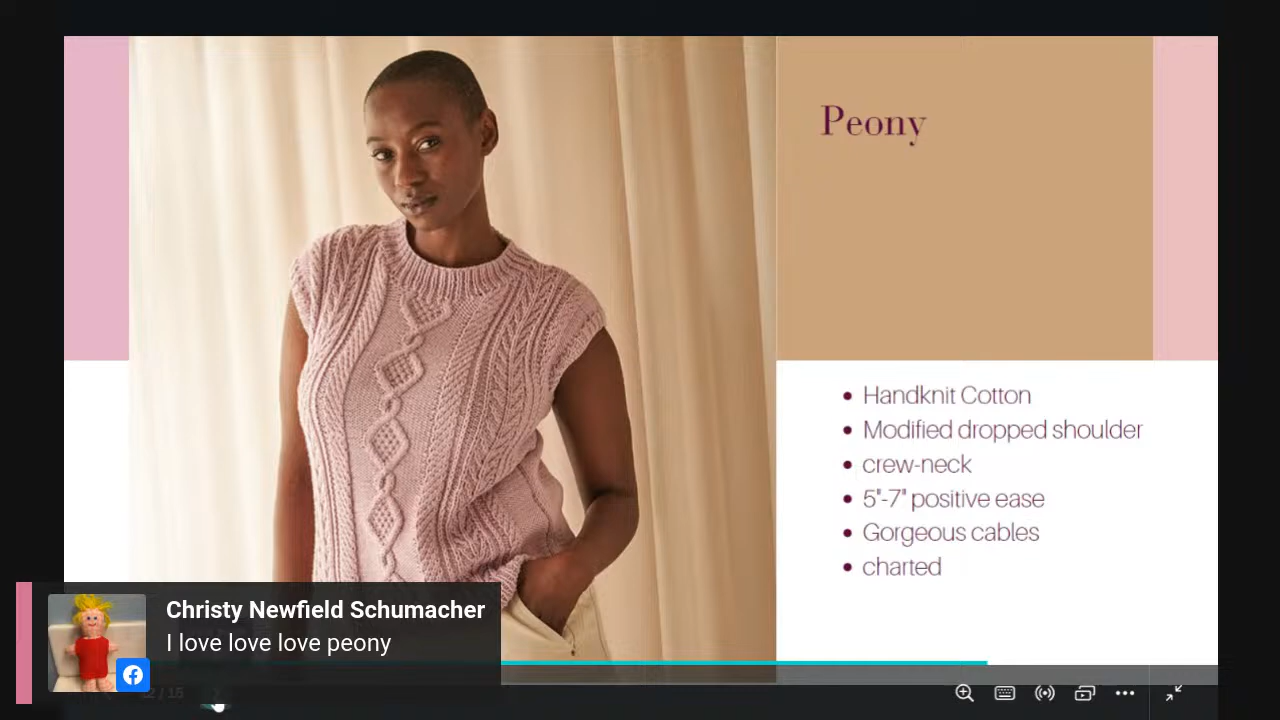 Peony
Handknit Cotton
Modified dropped shoulder
crew-neck
5"-7" positive ease
Gorgeous cables
charted
Christy Newfield Schumacher
I love love love peony